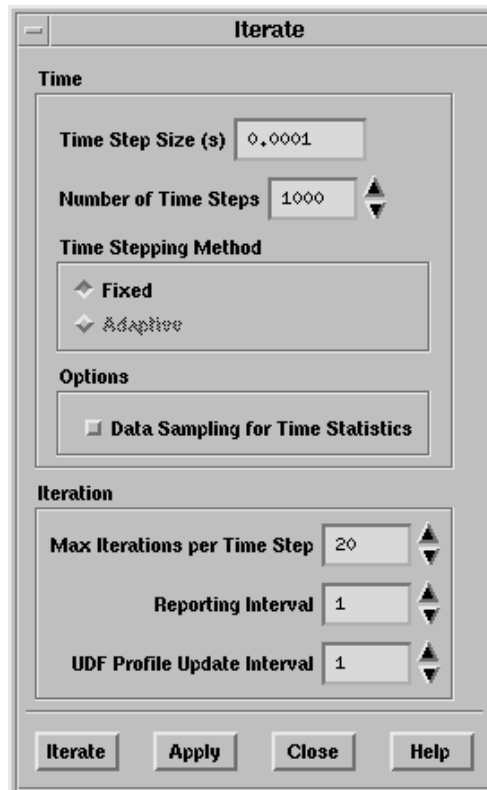 Iterate
Time
Time Step Size (s) 0.0001
Number of Time Steps 1000
Time Stepping Method
Fixed
Adaptive
Options
Data Sampling for Time Statistics
Iteration
Max Iterations per Time Step 20
Reporting Interval 1
UDF Profile Update Interval 1
Iterate Apply Close Help